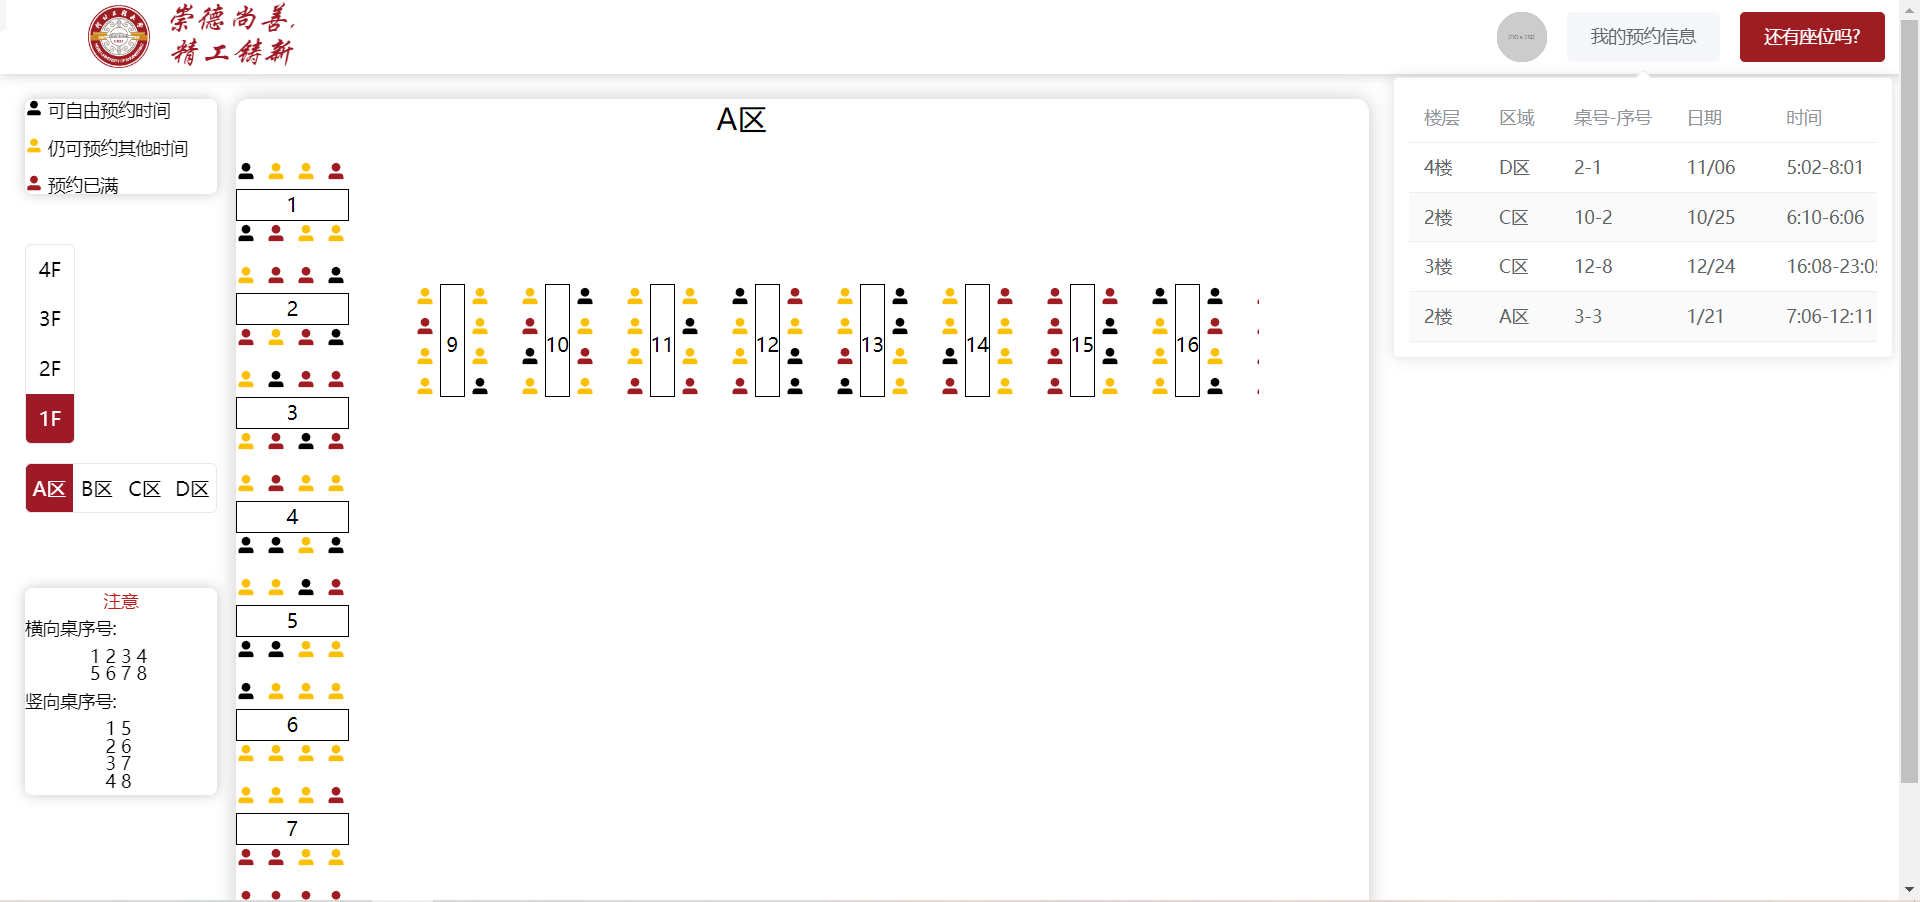 崇德尚善,
精工铸新
我的预约信息
还有座位吗?
可自由预约时间
仍可预约其他时间
预约已满
4F
3F
2F
1F
A区 B区 C区 D区
注意
横向桌序号:
1 2 3 4
5 6 7 8
竖向桌序号:
1 5
2 6
3 7
4 8
A区
1
2
3
4
5
6
7
9 10 11 12 13 14 15 16
楼层 区域 桌号-序号 日期 时间
4楼 D区 2-1 11/06 5:02-8:01
2楼 C区 10-2 10/25 6:10-6:06
3楼 C区 12-8 12/24 16:08-23:05
2楼 A区 3-3 1/21 7:06-12:11